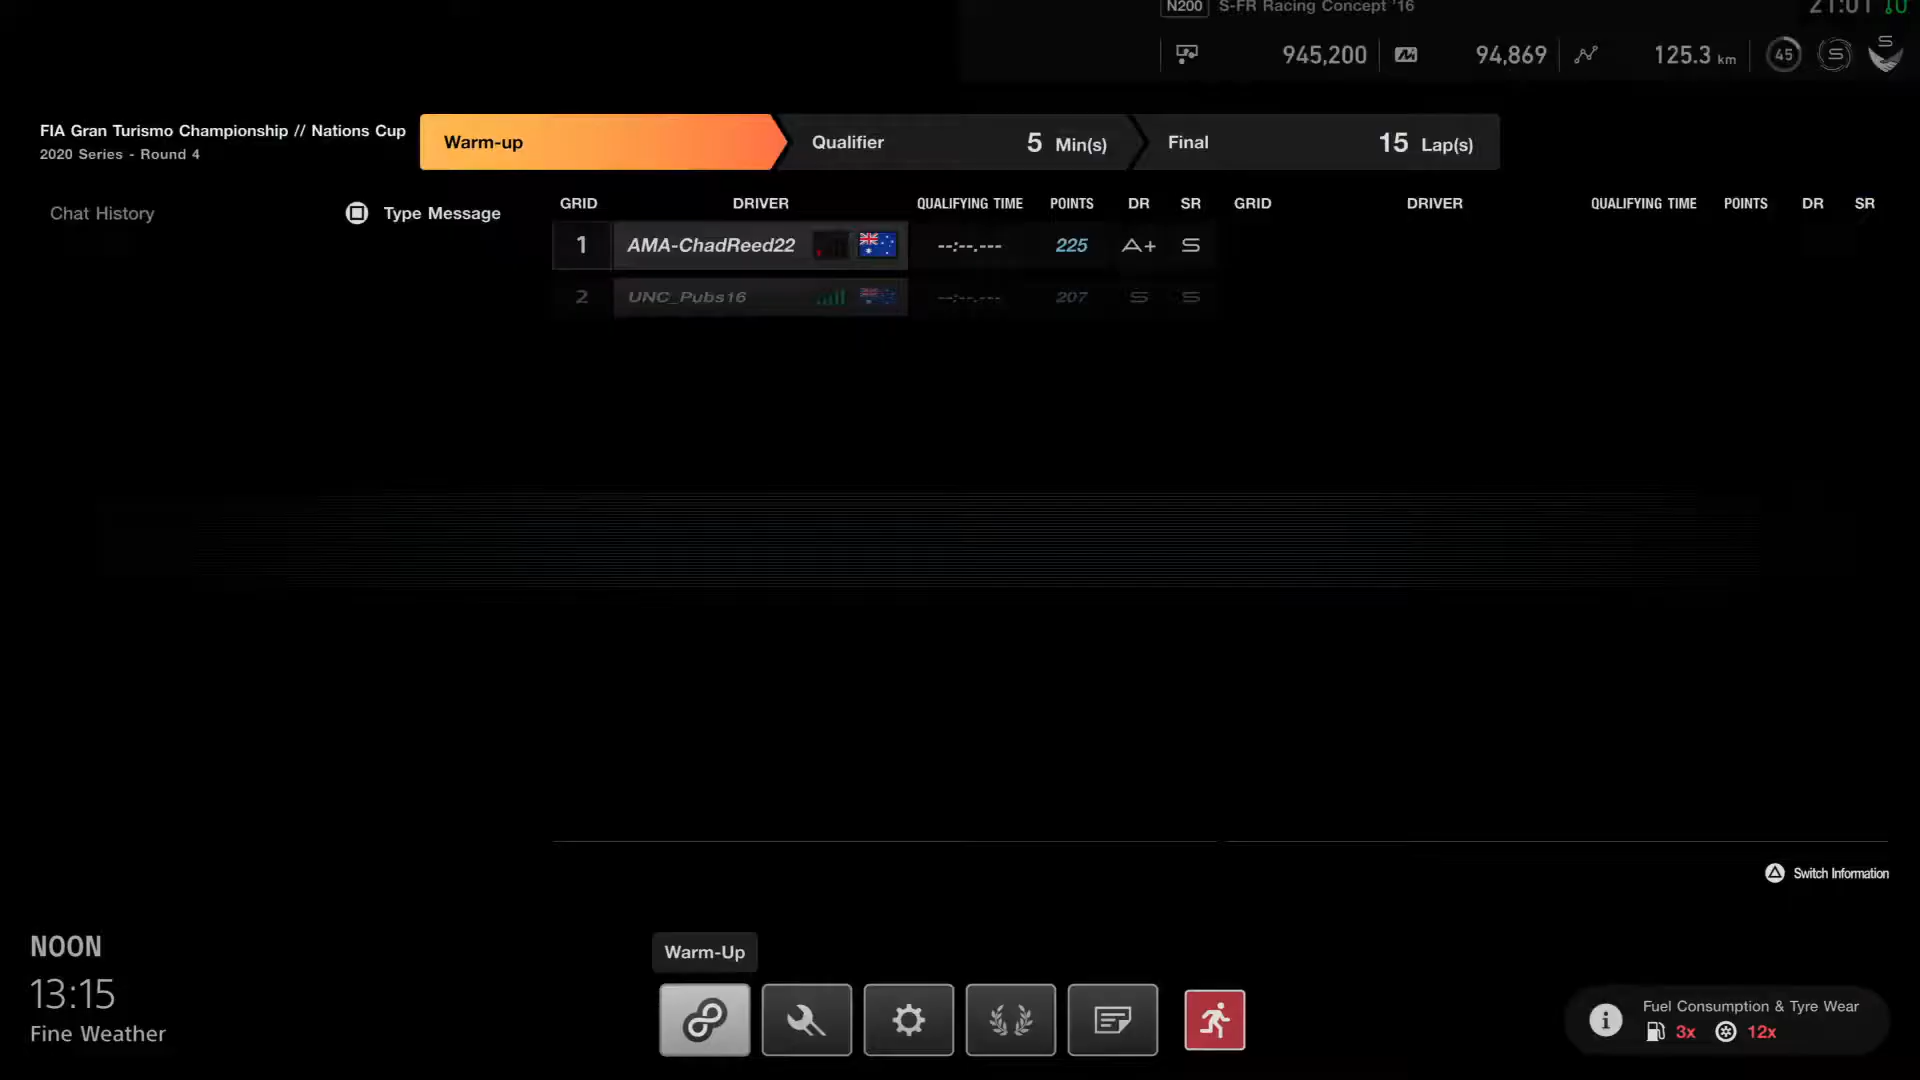 N200 S-FR Racing Concept '16
21:01
945,200 94,869 125.3 km 45 S S
FIA Gran Turismo Championship // Nations Cup
2020 Series - Round 4
Warm-up
Qualifier 5 Min(s)
Final 15 Lap(s)
Chat History
Type Message
GRID DRIVER QUALIFYING TIME POINTS DR SR GRID DRIVER QUALIFYING TIME POINTS DR SR
1 AMA-ChadReed22 --:--.--- 225 A+ S
2 UNC_Pubs16 --:--.--- 207 S S
Switch Information
NOON
13:15
Fine Weather
Warm-Up
Fuel Consumption & Tyre Wear
3x 12x